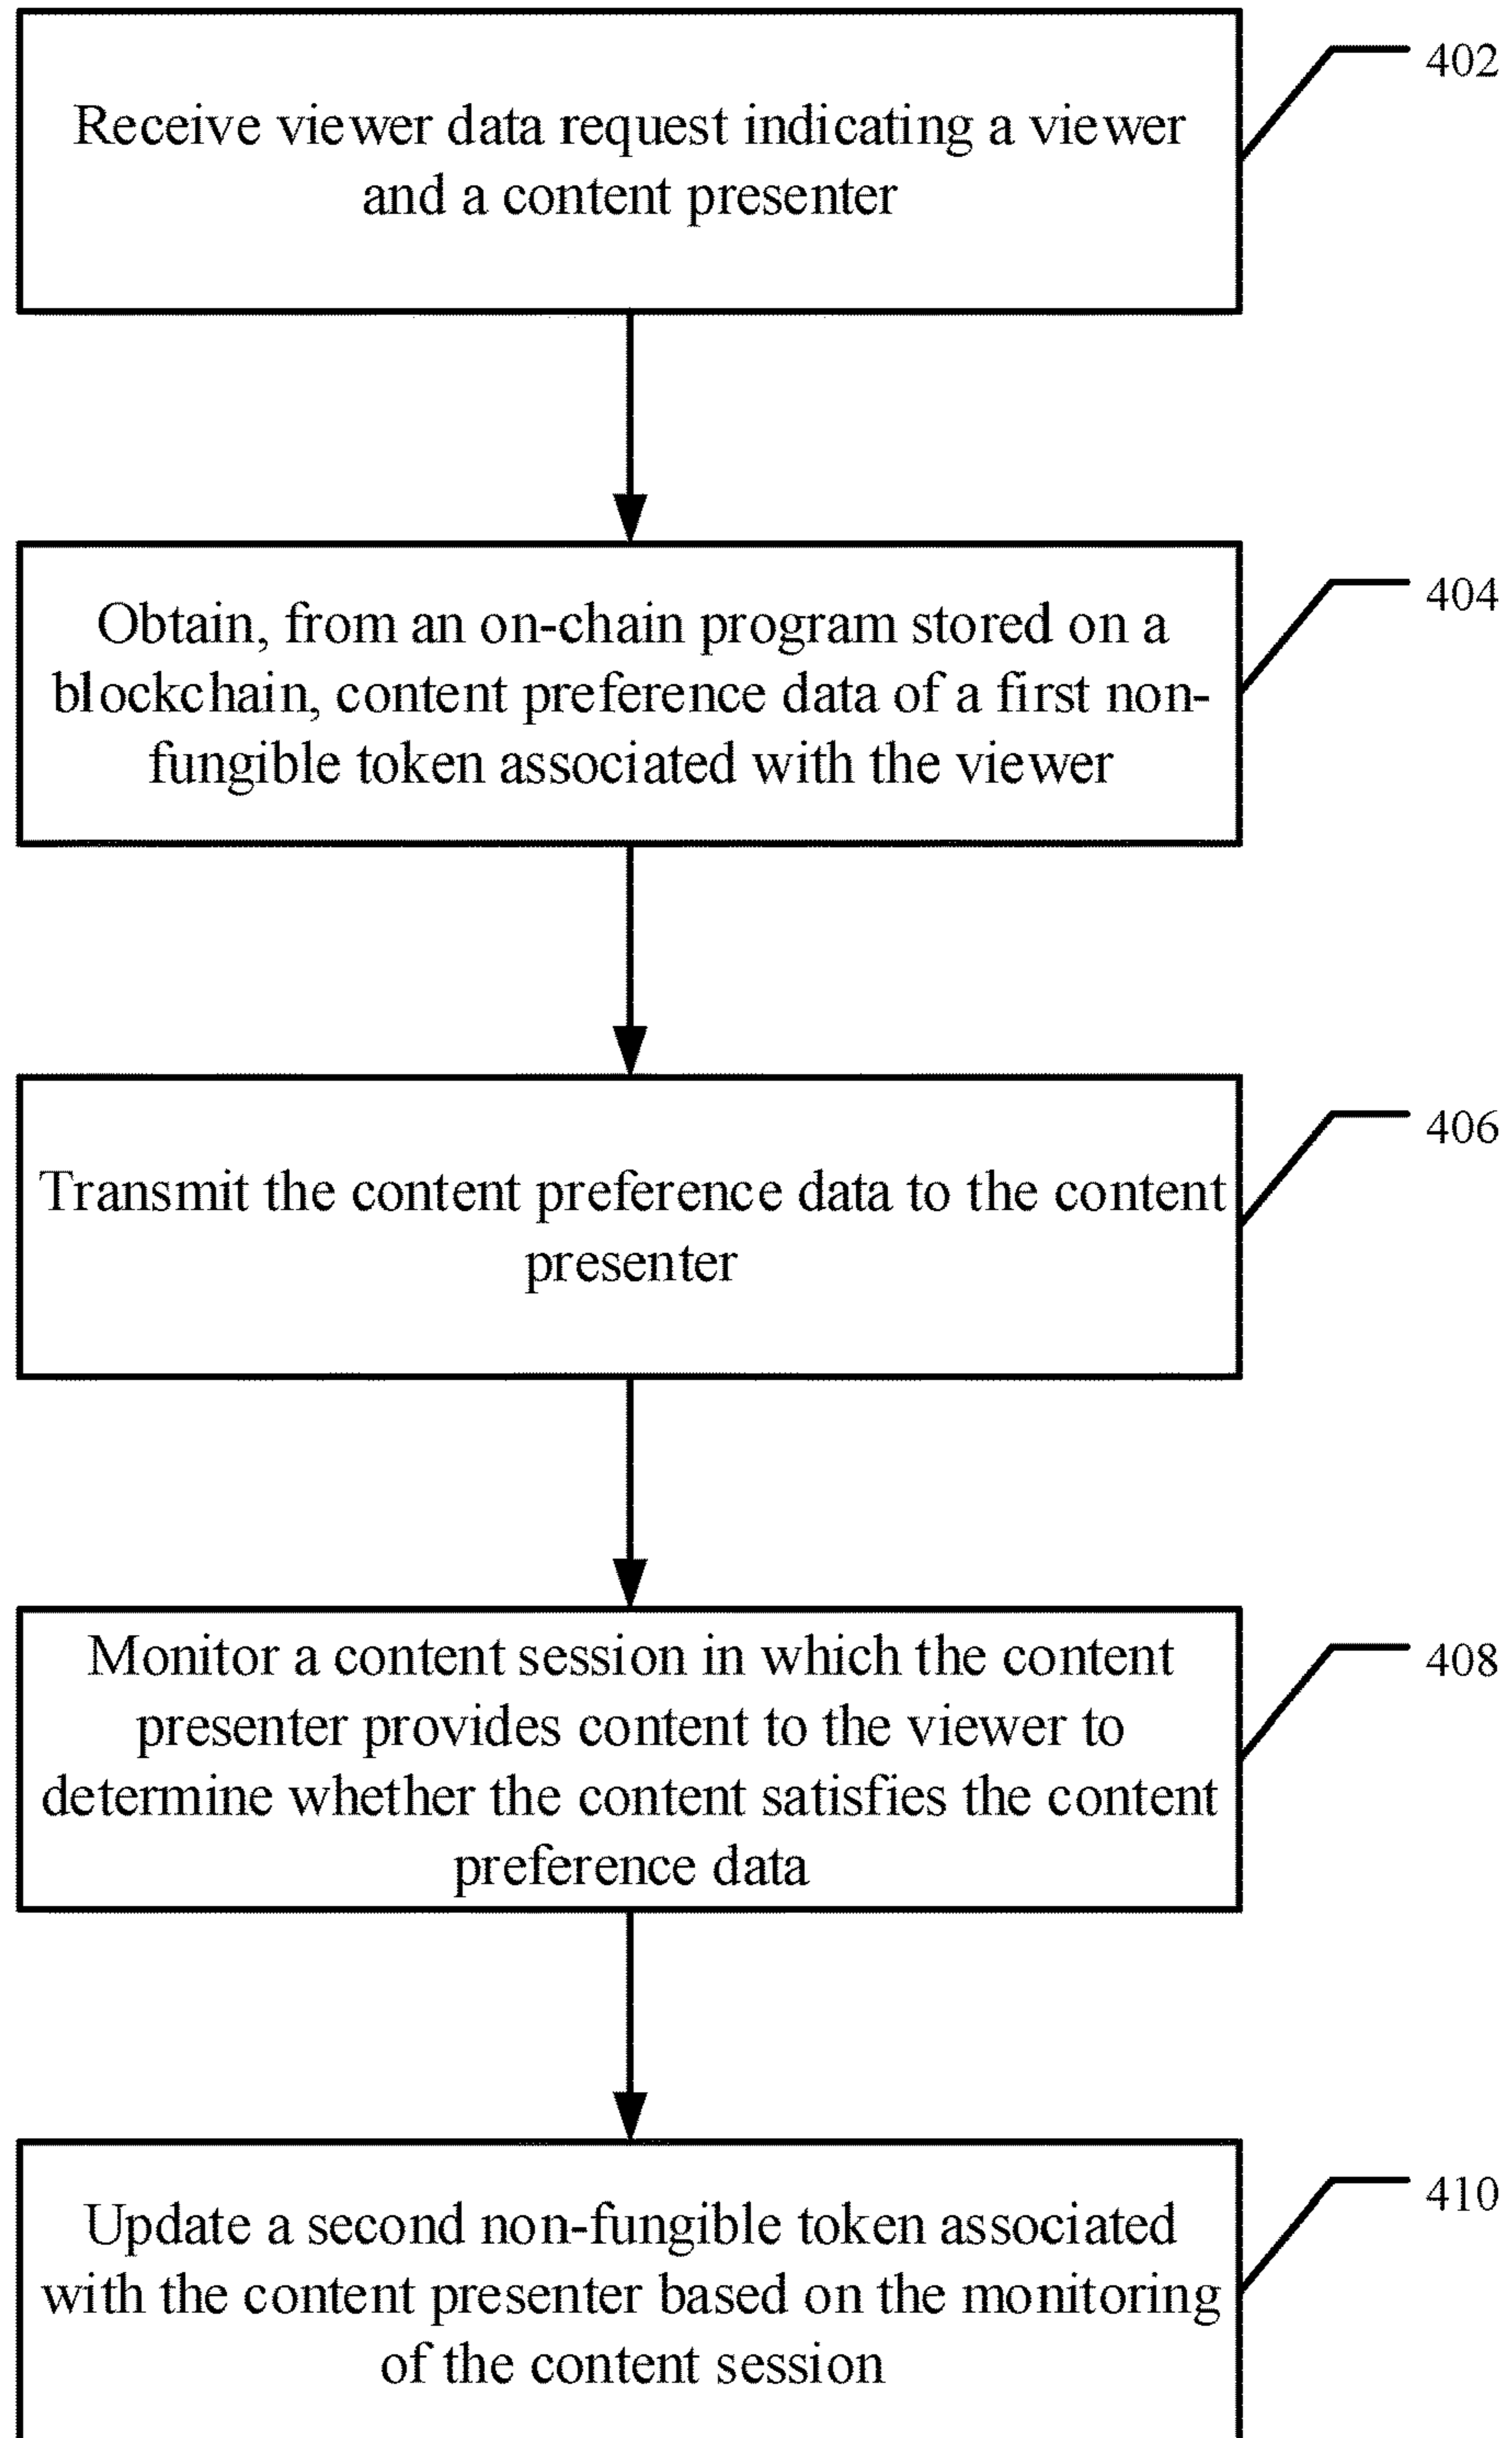 Receive viewer data request indicating a viewer
and a content presenter
402
Obtain, from an on-chain program stored on a
blockchain, content preference data of a first non-
fungible token associated with the viewer
404
Transmit the content preference data to the content
presenter
406
Monitor a content session in which the content
presenter provides content to the viewer to
determine whether the content satisfies the content
preference data
408
Update a second non-fungible token associated
with the content presenter based on the monitoring
of the content session
410